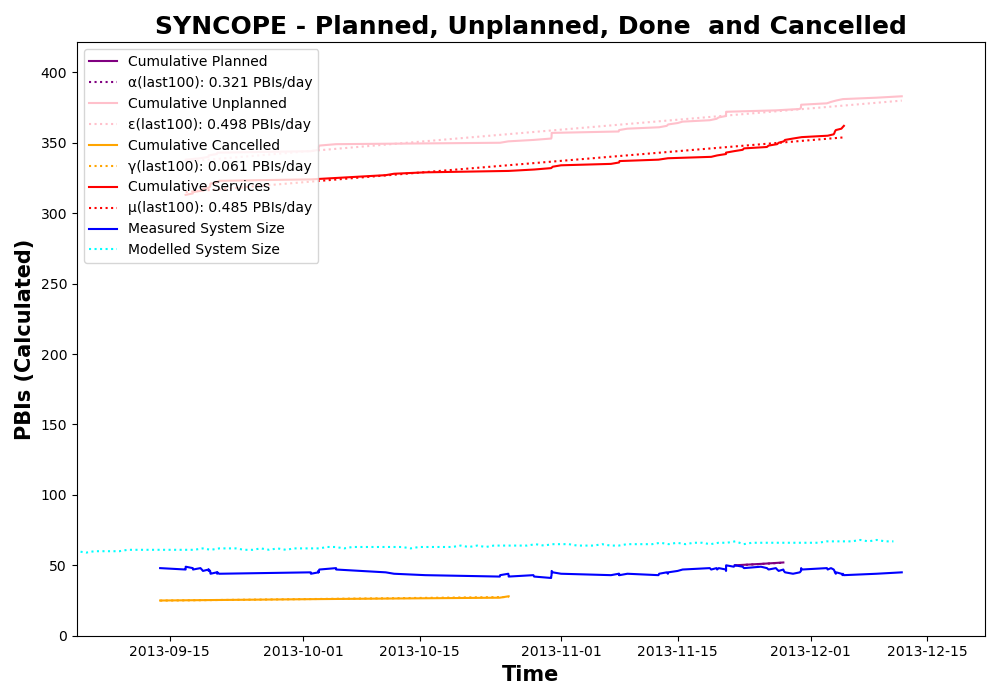 SYNCOPE - Planned, Unplanned, Done  and Cancelled
Cumulative Planned
α(last100): 0.321 PBIs/day
Cumulative Unplanned
ε(last100): 0.498 PBIs/day
Cumulative Cancelled
γ(last100): 0.061 PBIs/day
Cumulative Services
μ(last100): 0.485 PBIs/day
Measured System Size
Modelled System Size
PBIs (Calculated)
400
350
300
250
200
150
100
50
0
2013-09-15 2013-10-01 2013-10-15 2013-11-01 2013-11-15 2013-12-01 2013-12-15
Time